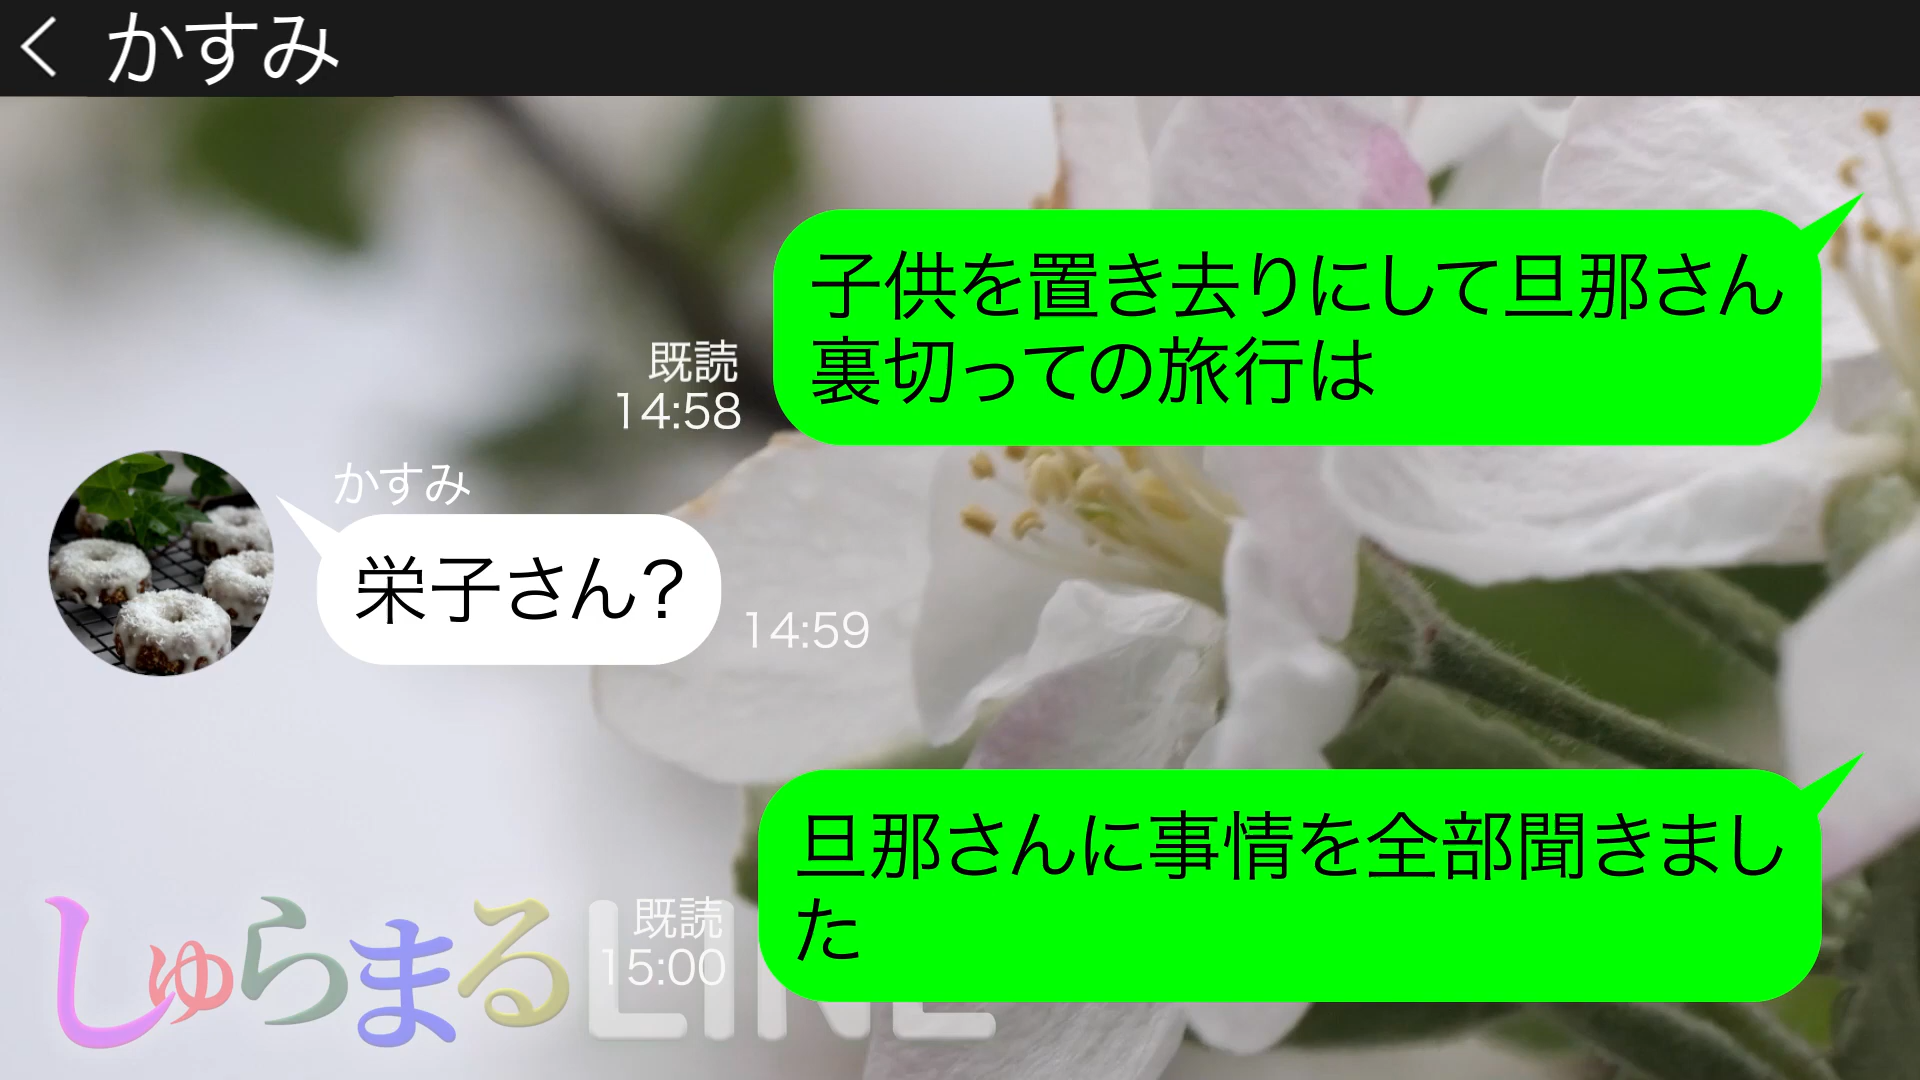 かすみ
子供を置き去りにして旦那さん
裏切っての旅行は
既読
14:58
かすみ
栄子さん？
14:59
旦那さんに事情を全部聞きまし
た
既読
15:00
しゅらまるLINE